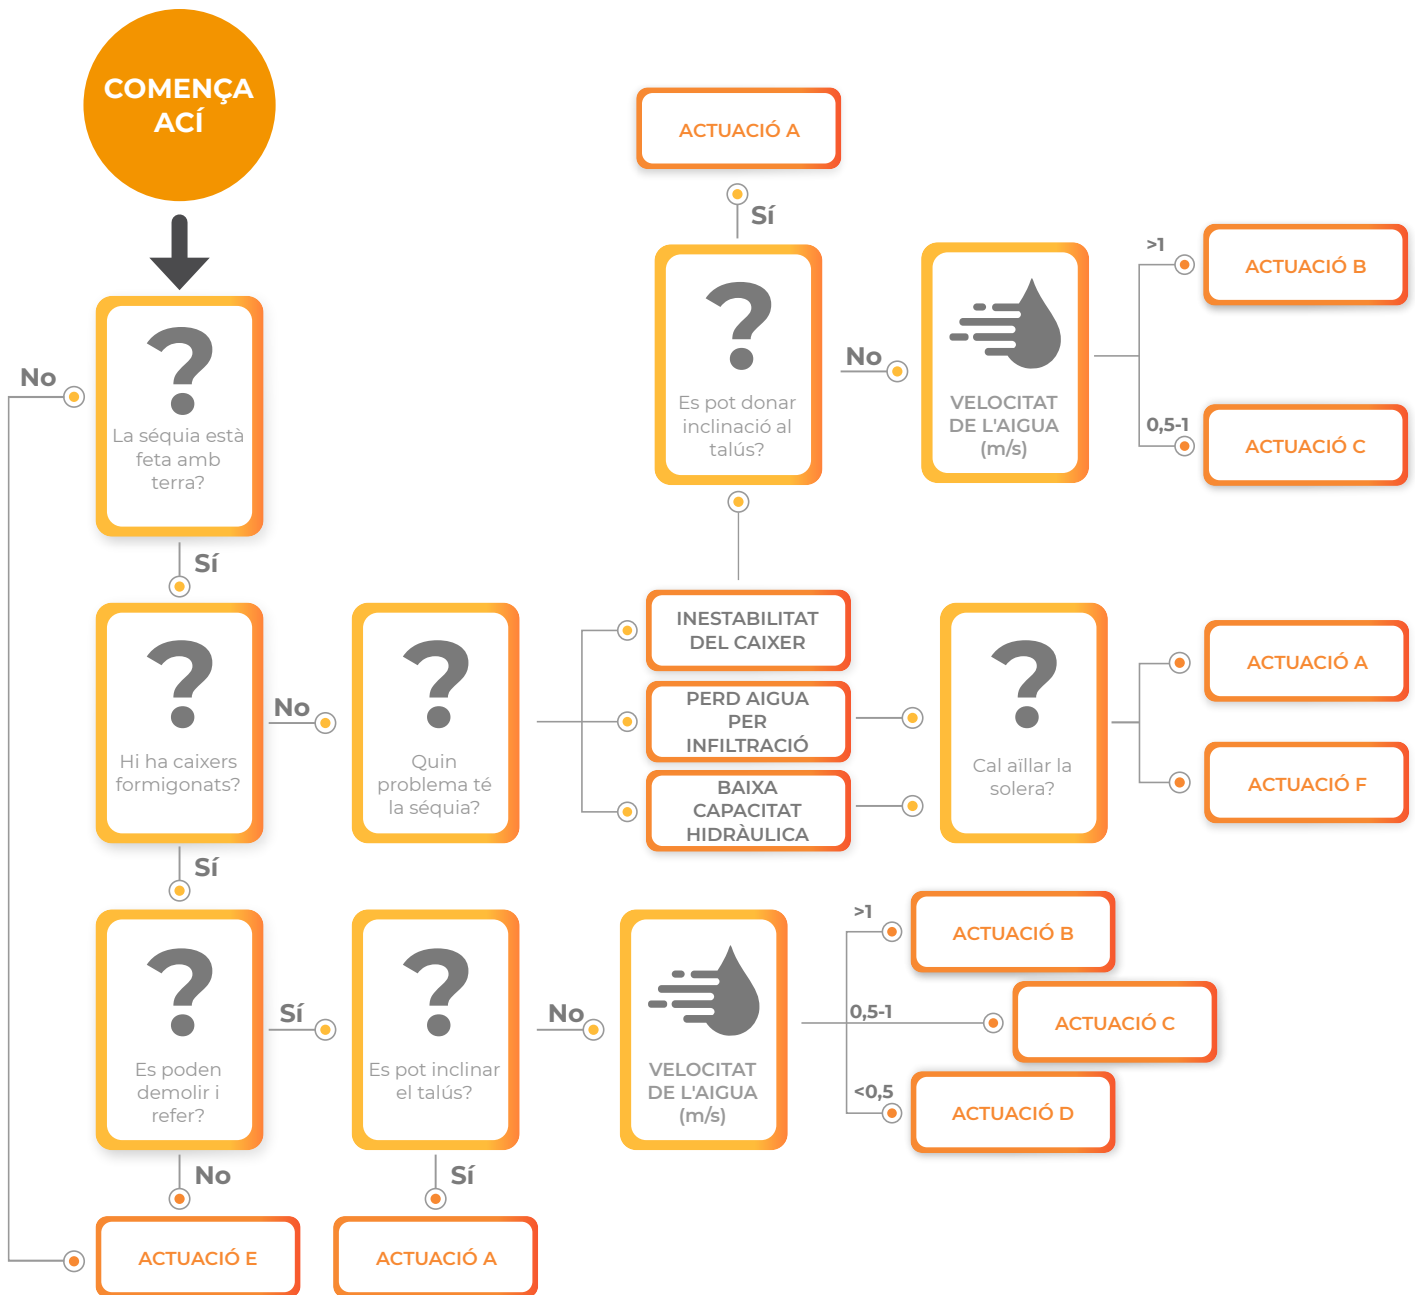 COMENÇA
ACÍ
ACTUACIÓ A
Sí
?
Es pot donar
inclinació al
talús?
No
VELOCITAT
DE L'AIGUA
(m/s)
>1
ACTUACIÓ B
0,5-1
ACTUACIÓ C
?
La séquia està
feta amb
terra?
No
Sí
?
Hi ha caixers
formigonats?
No
?
Quin
problema té
la séquia?
INESTABILITAT
DEL CAIXER
PERD AIGUA
PER
INFILTRACIÓ
BAIXA
CAPACITAT
HIDRÀULICA
?
Cal aïllar la
solera?
ACTUACIÓ A
ACTUACIÓ F
Sí
?
Es poden
demolir i
refer?
Sí
?
Es pot inclinar
el talús?
No
VELOCITAT
DE L'AIGUA
(m/s)
>1
ACTUACIÓ B
0,5-1
ACTUACIÓ C
<0,5
ACTUACIÓ D
No
ACTUACIÓ E
Sí
ACTUACIÓ A